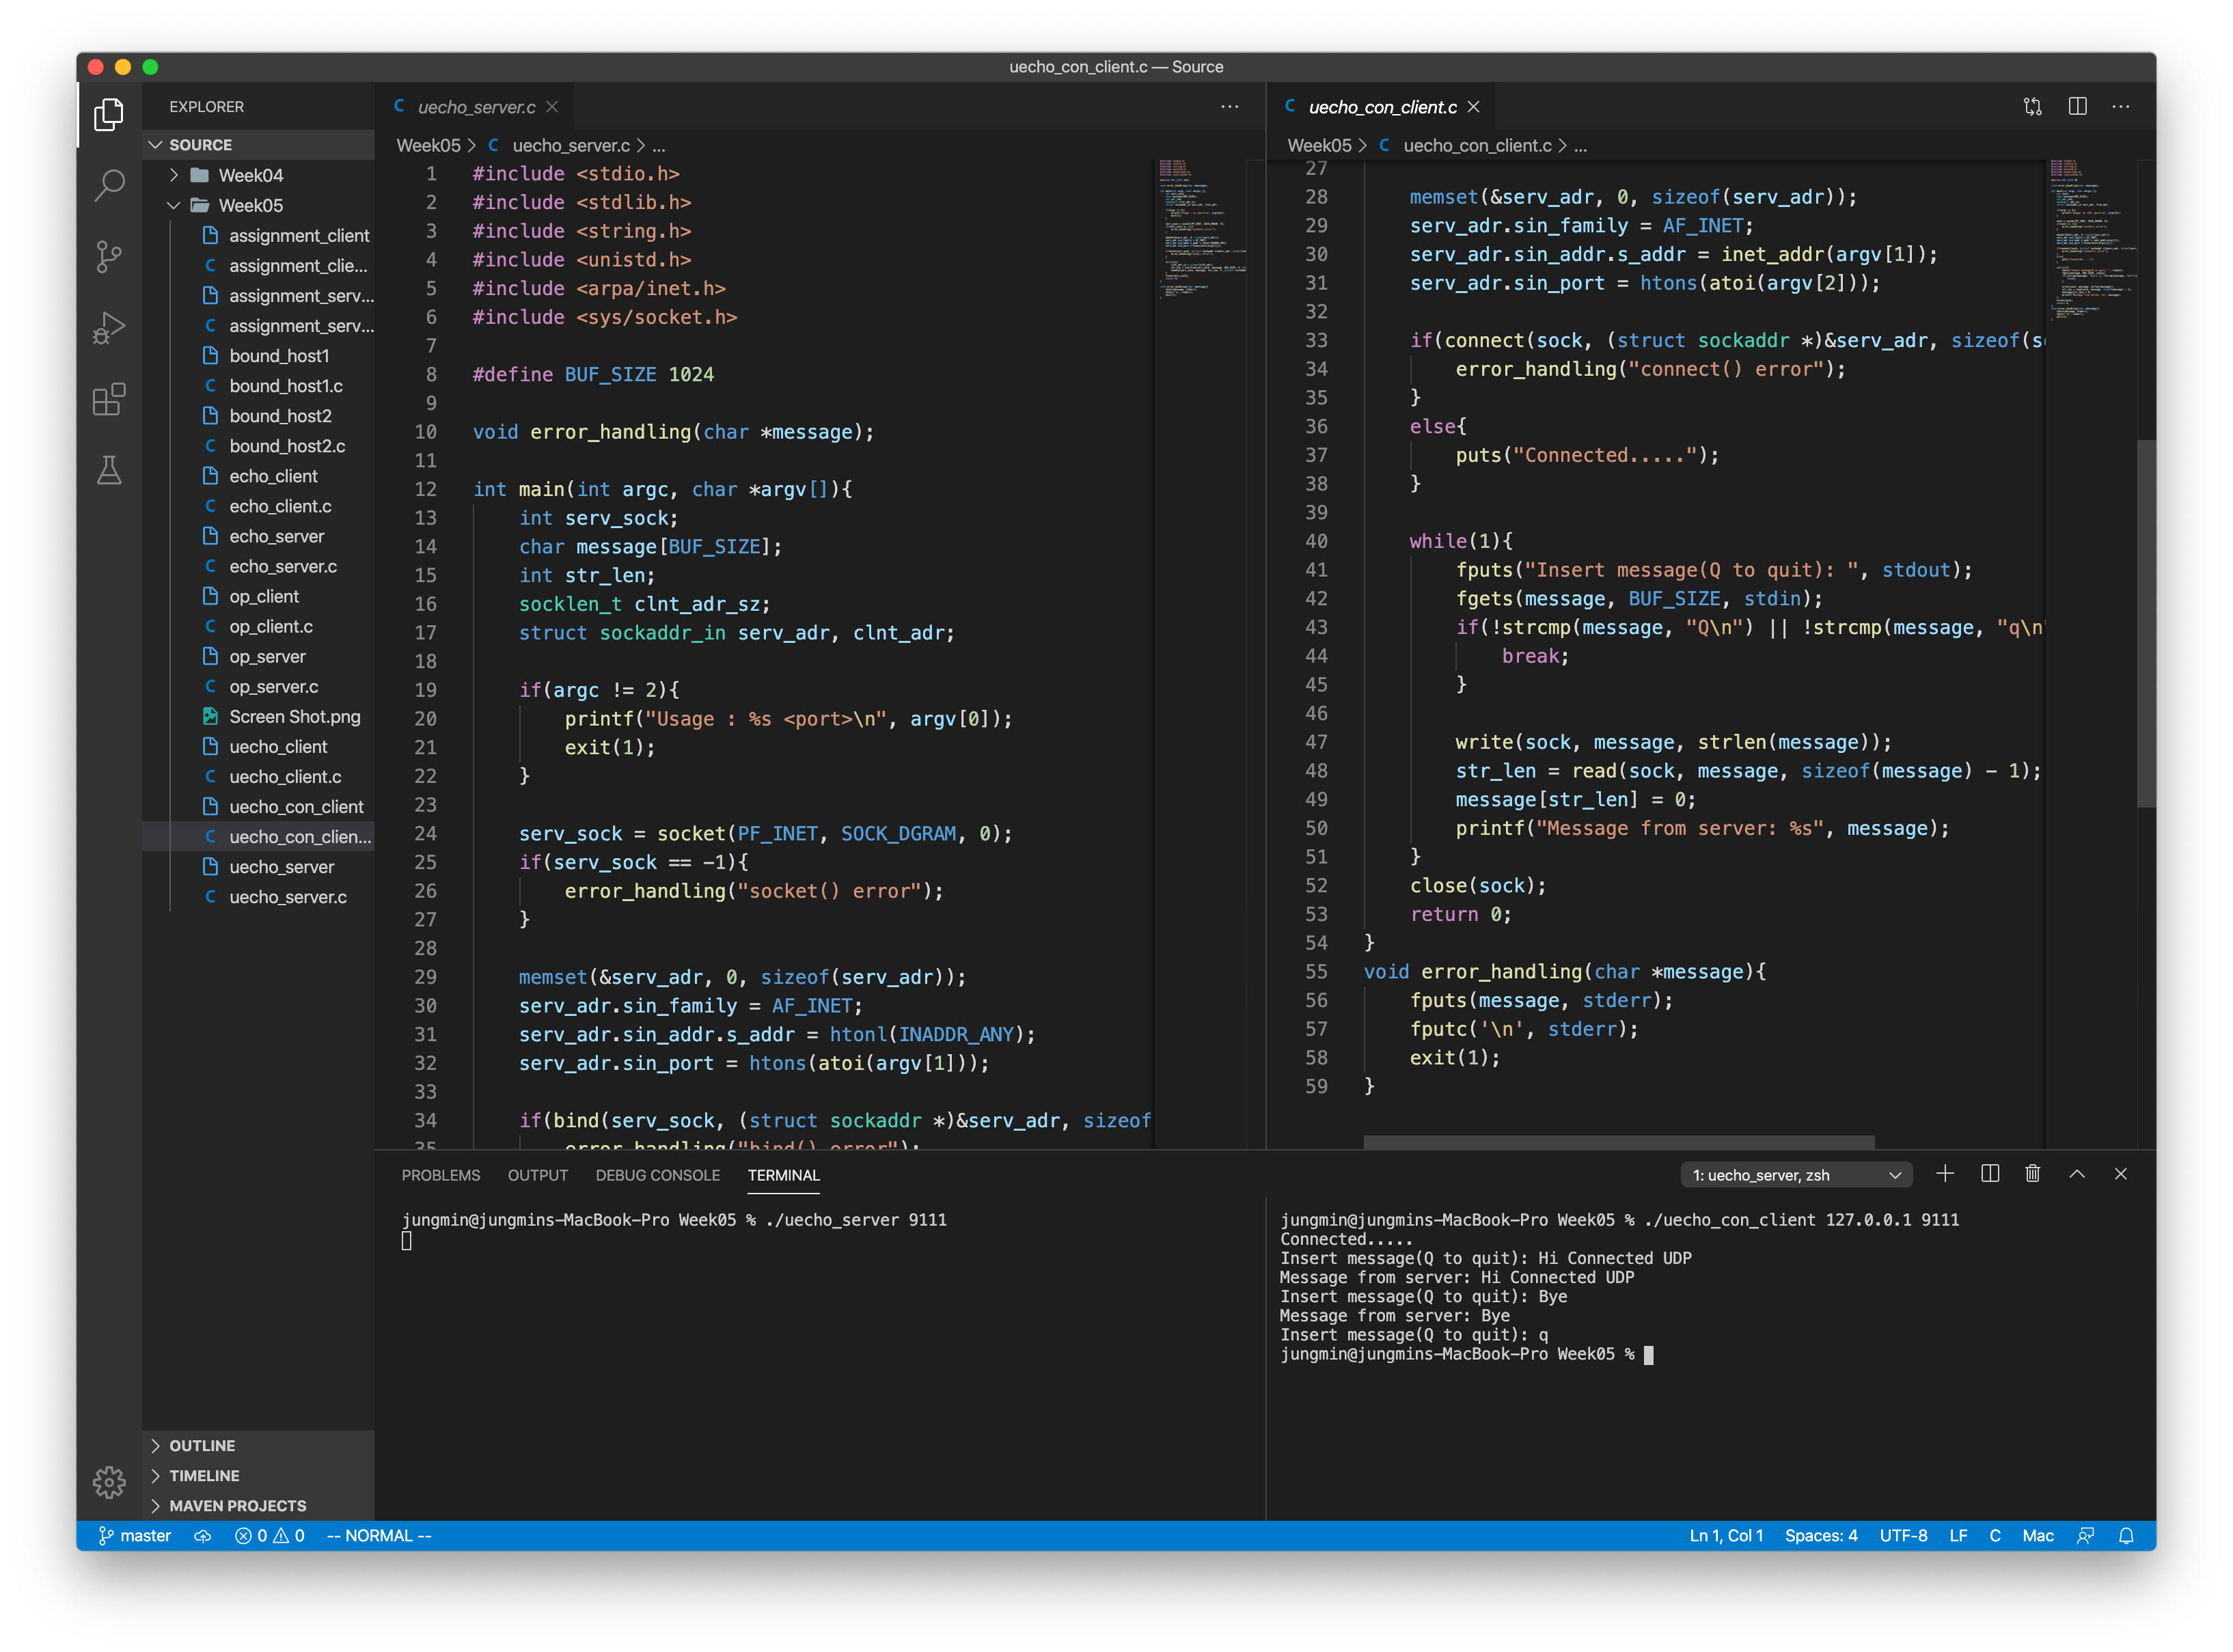 uecho_con_client.c — Source
EXPLORER
SOURCE
Week04
Week05
assignment_client
assignment_clie...
assignment_serv...
assignment_serv...
bound_host1
bound_host1.c
bound_host2
bound_host2.c
echo_client
echo_client.c
echo_server
echo_server.c
op_client
op_client.c
op_server
op_server.c
Screen Shot.png
uecho_client
uecho_client.c
uecho_con_client
uecho_con_clien...
uecho_server
uecho_server.c
OUTLINE
TIMELINE
MAVEN PROJECTS
uecho_server.c
Week05 > C uecho_server.c > ...
1 #include <stdio.h>
2 #include <stdlib.h>
3 #include <string.h>
4 #include <unistd.h>
5 #include <arpa/inet.h>
6 #include <sys/socket.h>
7
8 #define BUF_SIZE 1024
9
10 void error_handling(char *message);
11
12 int main(int argc, char *argv[]){
13     int serv_sock;
14     char message[BUF_SIZE];
15     int str_len;
16     socklen_t clnt_adr_sz;
17     struct sockaddr_in serv_adr, clnt_adr;
18
19     if(argc != 2){
20         printf("Usage : %s <port>\n", argv[0]);
21         exit(1);
22     }
23
24     serv_sock = socket(PF_INET, SOCK_DGRAM, 0);
25     if(serv_sock == -1){
26         error_handling("socket() error");
27     }
28
29     memset(&serv_adr, 0, sizeof(serv_adr));
30     serv_adr.sin_family = AF_INET;
31     serv_adr.sin_addr.s_addr = htonl(INADDR_ANY);
32     serv_adr.sin_port = htons(atoi(argv[1]));
33
34     if(bind(serv_sock, (struct sockaddr *)&serv_adr, sizeof
35         error_handling("bind() error");
uecho_con_client.c
Week05 > C uecho_con_client.c > ...
27
28     memset(&serv_adr, 0, sizeof(serv_adr));
29     serv_adr.sin_family = AF_INET;
30     serv_adr.sin_addr.s_addr = inet_addr(argv[1]);
31     serv_adr.sin_port = htons(atoi(argv[2]));
32
33     if(connect(sock, (struct sockaddr *)&serv_adr, sizeof(s
34         error_handling("connect() error");
35     }
36     else{
37         puts("Connected.....");
38     }
39
40     while(1){
41         fputs("Insert message(Q to quit): ", stdout);
42         fgets(message, BUF_SIZE, stdin);
43         if(!strcmp(message, "Q\n") || !strcmp(message, "q\n"
44             break;
45         }
46
47         write(sock, message, strlen(message));
48         str_len = read(sock, message, sizeof(message) - 1);
49         message[str_len] = 0;
50         printf("Message from server: %s", message);
51     }
52     close(sock);
53     return 0;
54 }
55 void error_handling(char *message){
56     fputs(message, stderr);
57     fputc('\n', stderr);
58     exit(1);
59 }
PROBLEMS OUTPUT DEBUG CONSOLE TERMINAL
1: uecho_server, zsh
jungmin@jungmins-MacBook-Pro Week05 % ./uecho_server 9111
jungmin@jungmins-MacBook-Pro Week05 % ./uecho_con_client 127.0.0.1 9111
Connected.....
Insert message(Q to quit): Hi Connected UDP
Message from server: Hi Connected UDP
Insert message(Q to quit): Bye
Message from server: Bye
Insert message(Q to quit): q
jungmin@jungmins-MacBook-Pro Week05 %
master 0 0 -- NORMAL -- Ln 1, Col 1 Spaces: 4 UTF-8 LF C Mac